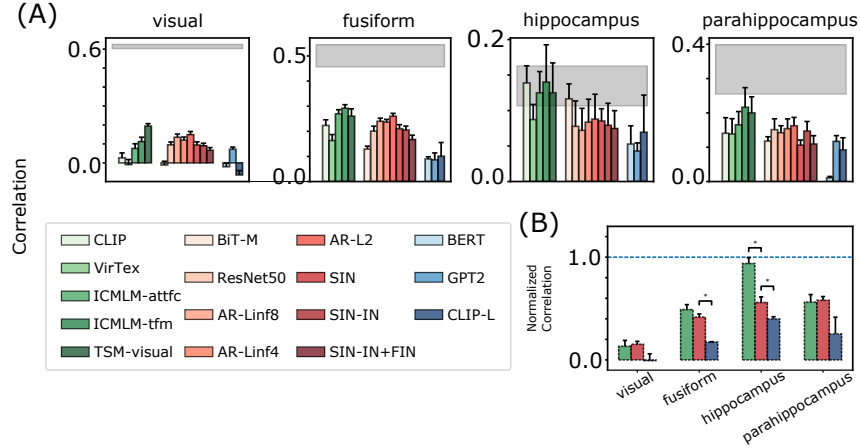 (A)
visual
fusiform
hippocampus
parahippocampus
0.6
0.0
0.5
0.0
0.2
0.0
0.4
0.0
Correlation
CLIP
VirTex
ICMLM-attfc
ICMLM-tfm
TSM-visual
BiT-M
ResNet50
AR-Linf8
AR-Linf4
AR-L2
SIN
SIN-IN
SIN-IN+FIN
BERT
GPT2
CLIP-L
(B)
Normalized
Correlation
1.0
0.0
*
*
*
visual
fusiform
hippocampus
parahippocampus